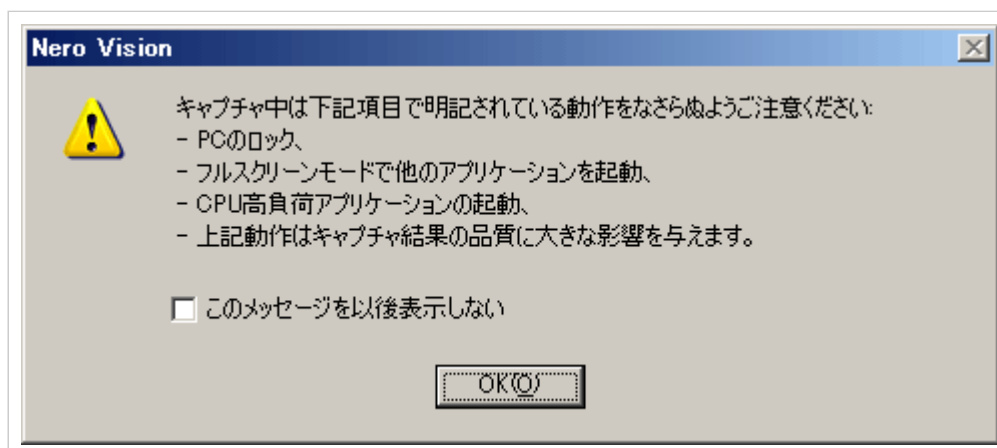 Nero Vision
キャプチャ中は下記項目で明記されている動作をなさらぬようご注意ください:
- PCのロック、
- フルスクリーンモードで他のアプリケーションを起動、
- CPU高負荷アプリケーションの起動、
- 上記動作はキャプチャ結果の品質に大きな影響を与えます。
このメッセージを以後表示しない
OK(O)